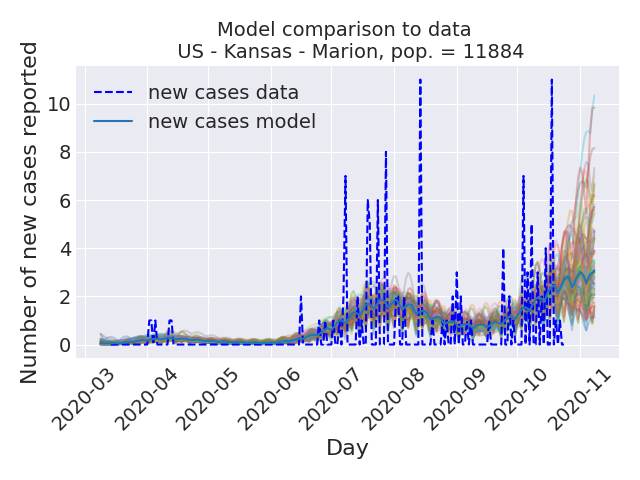 Model comparison to data
US - Kansas - Marion, pop. = 11884
Number of new cases reported
new cases data
new cases model
10
8
6
4
2
0
2020-03
2020-04
2020-05
2020-06
2020-07
2020-08
2020-09
2020-10
2020-11
Day